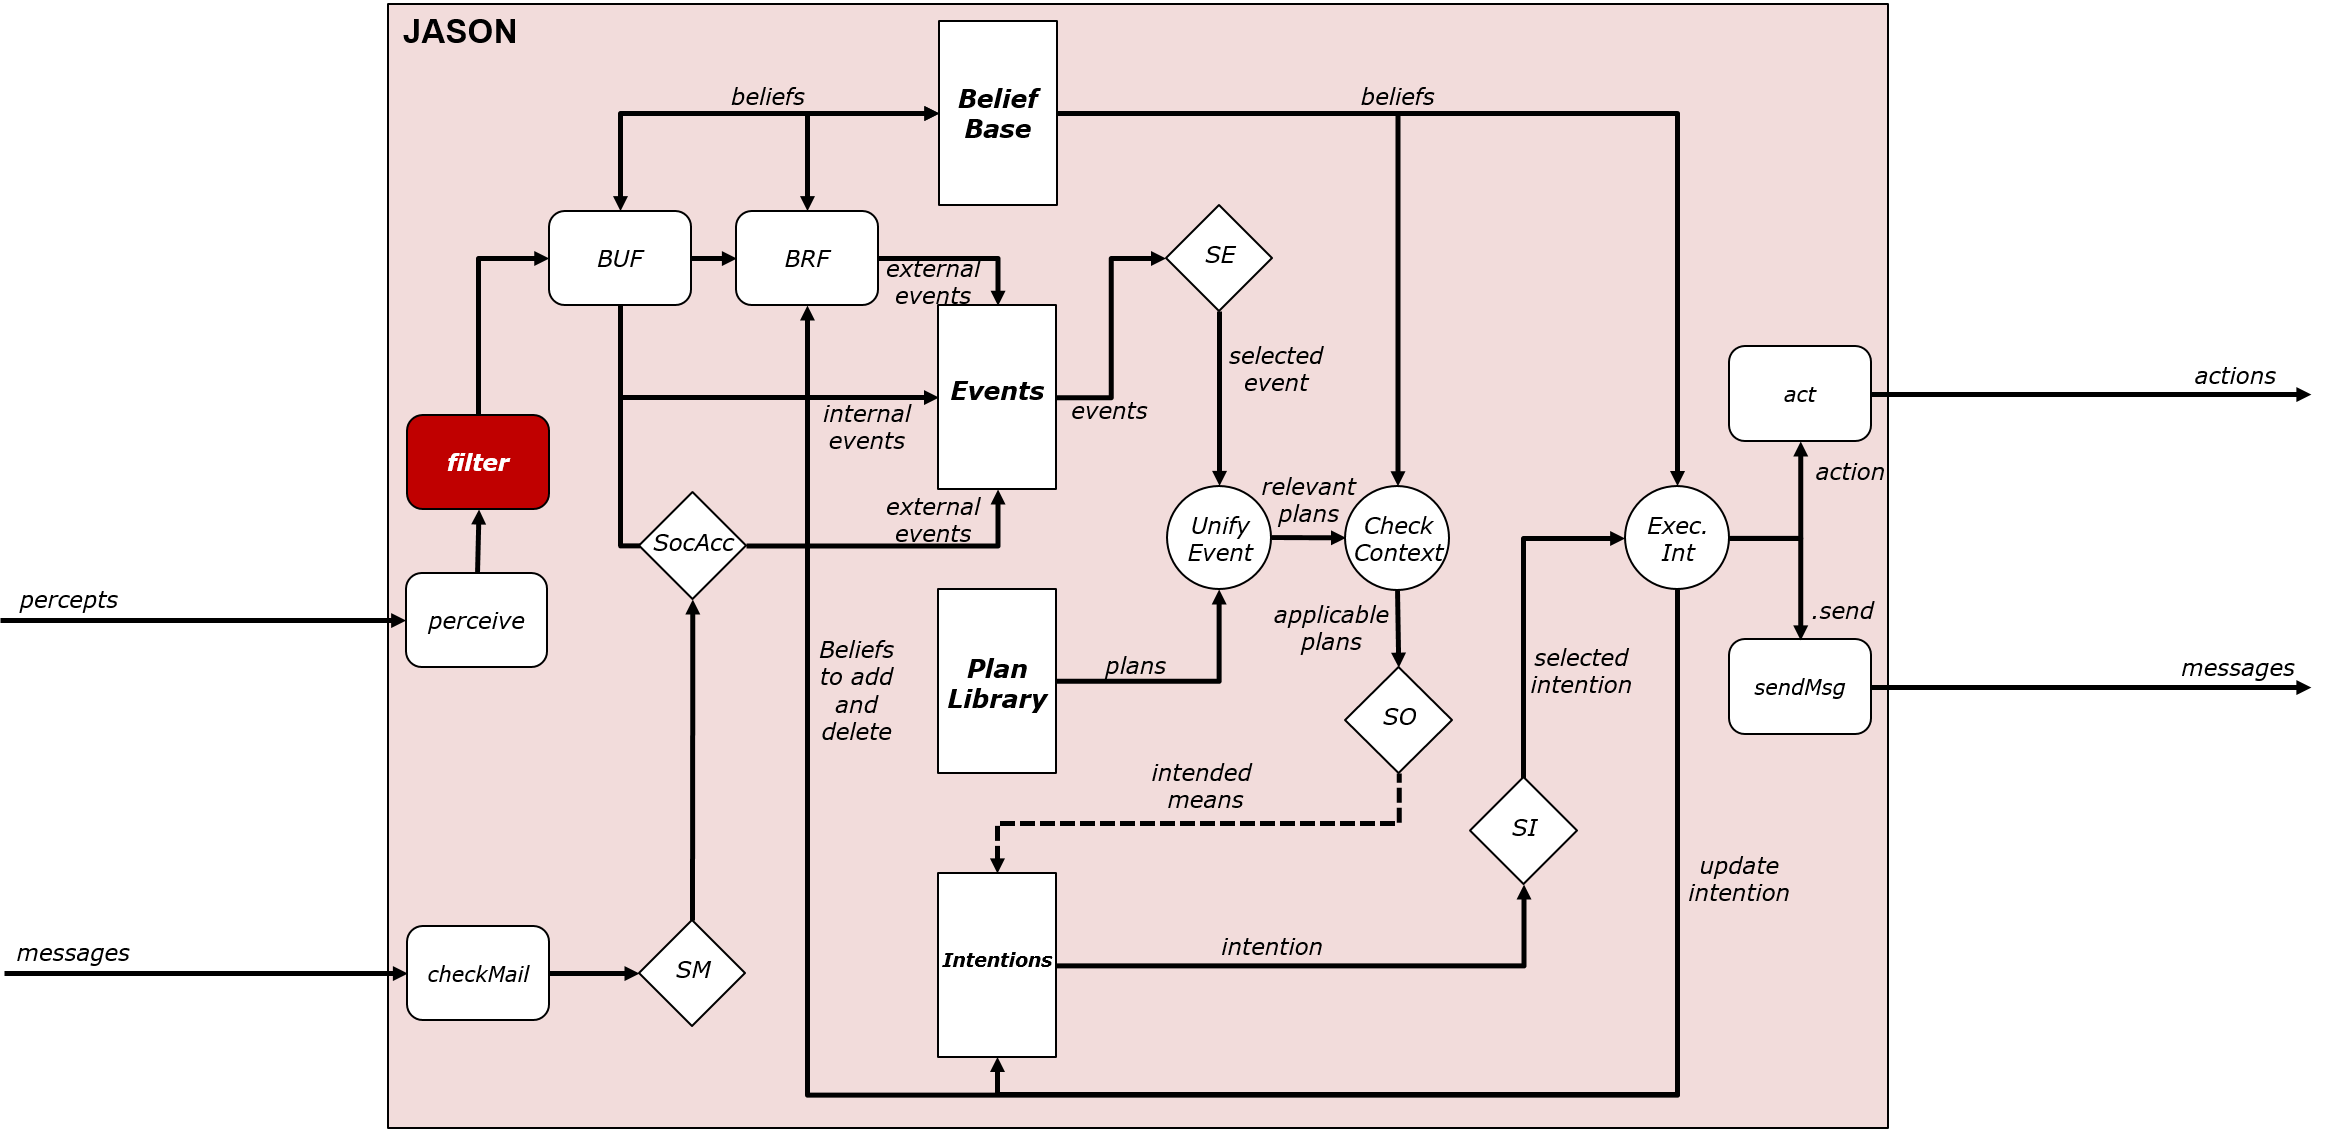 JASON
beliefs
Belief
Base
beliefs
BUF
BRF
external
events
SE
selected
event
Events
events
internal
events
filter
act
actions
action
external
events
SocAcc
relevant
plans
Unify
Event
Check
Context
Exec.
Int
percepts
perceive
applicable
plans
.send
Beliefs
to add
and
delete
Plan
Library
plans
selected
intention
messages
sendMsg
SO
intended
means
SI
update
intention
messages
checkMail
SM
Intentions
intention